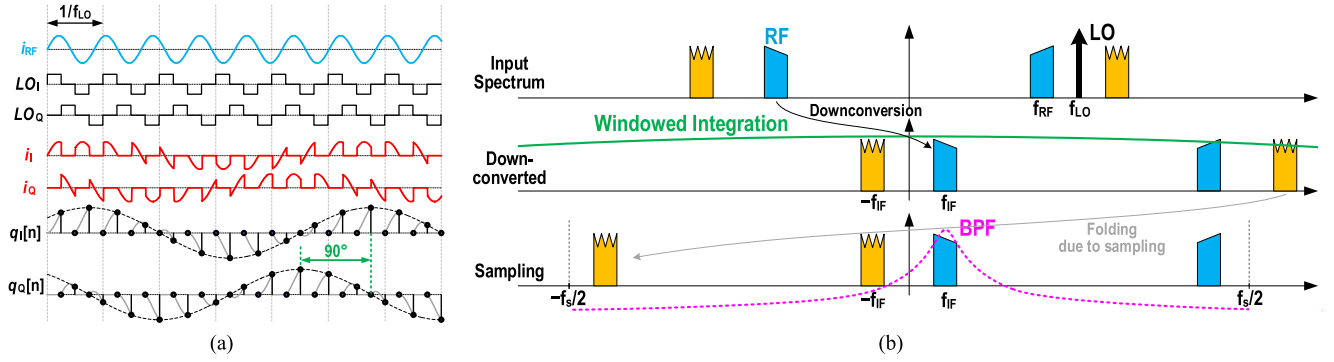 1/fLO
iRF
LOI
LOQ
iI
iQ
qI[n]
90°
qQ[n]
(a)
RF
LO
Input
Spectrum
fRF
fLO
Downconversion
Windowed Integration
Down-
converted
−fIF
fIF
BPF
Folding
due to sampling
Sampling
−fs/2
−fIF
fIF
fs/2
(b)